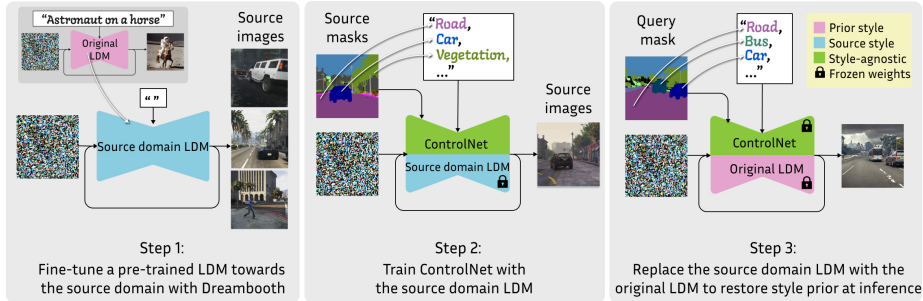 “Astronaut on a horse”
Original
LDM
Source
images
“ ”
Source domain LDM
Step 1:
Fine-tune a pre-trained LDM towards
the source domain with Dreambooth
Source
masks
“Road,
Car,
Vegetation,
...”
Source
images
ControlNet
Source domain LDM
Step 2:
Train ControlNet with
the source domain LDM
Query
mask
“Road,
Bus,
Car,
...”
Prior style
Source style
Style-agnostic
Frozen weights
ControlNet
Original LDM
Step 3:
Replace the source domain LDM with the
original LDM to restore style prior at inference